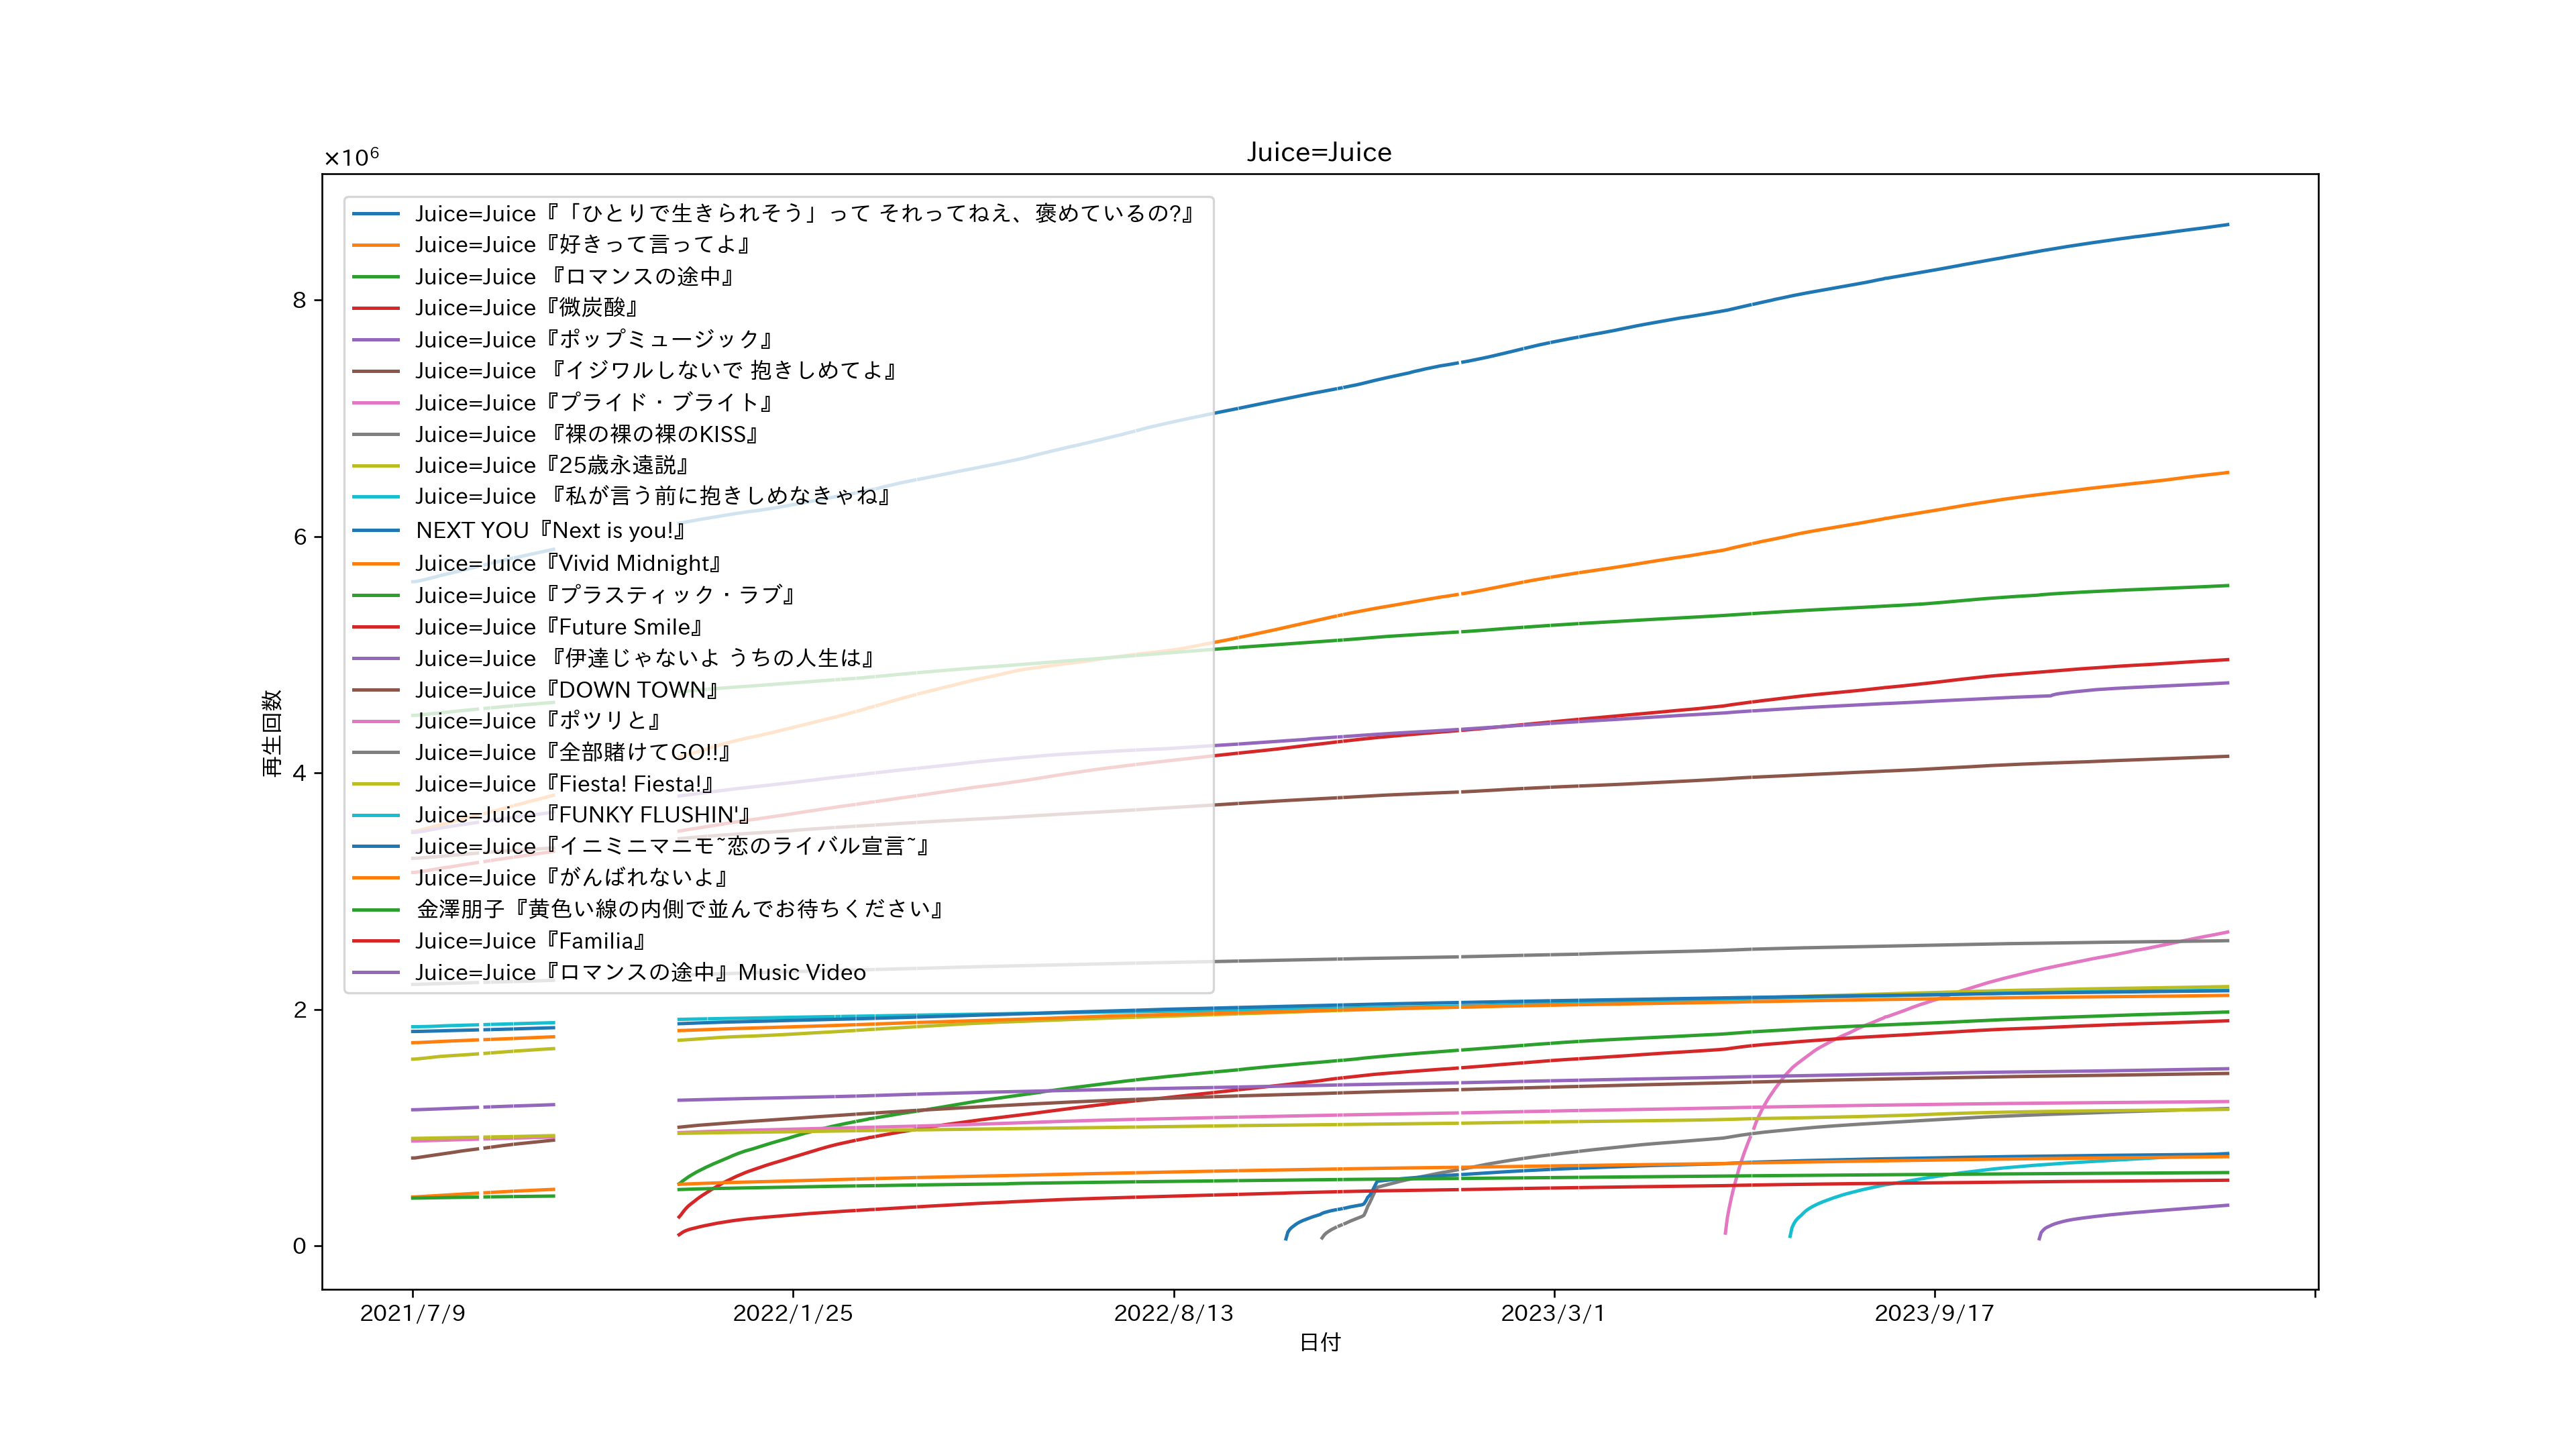 Juice=Juice
×10⁶
Juice=Juice『「ひとりで生きられそう」って それってねえ、褒めているの?』
Juice=Juice『好きって言ってよ』
Juice=Juice 『ロマンスの途中』
Juice=Juice『微炭酸』
Juice=Juice『ポップミュージック』
Juice=Juice 『イジワルしないで 抱きしめてよ』
Juice=Juice『プライド・ブライト』
Juice=Juice 『裸の裸の裸のKISS』
Juice=Juice『25歳永遠説』
Juice=Juice 『私が言う前に抱きしめなきゃね』
NEXT YOU『Next is you!』
Juice=Juice『Vivid Midnight』
Juice=Juice『プラスティック・ラブ』
Juice=Juice『Future Smile』
Juice=Juice 『伊達じゃないよ うちの人生は』
Juice=Juice『DOWN TOWN』
Juice=Juice『ポツリと』
Juice=Juice『全部賭けてGO!!』
Juice=Juice『Fiesta! Fiesta!』
Juice=Juice『FUNKY FLUSHIN'』
Juice=Juice『イニミニマニモ~恋のライバル宣言~』
Juice=Juice『がんばれないよ』
金澤朋子『黄色い線の内側で並んでお待ちください』
Juice=Juice『Familia』
Juice=Juice『ロマンスの途中』Music Video
8
6
4
2
0
再生回数
2021/7/9
2022/1/25
2022/8/13
2023/3/1
2023/9/17
日付